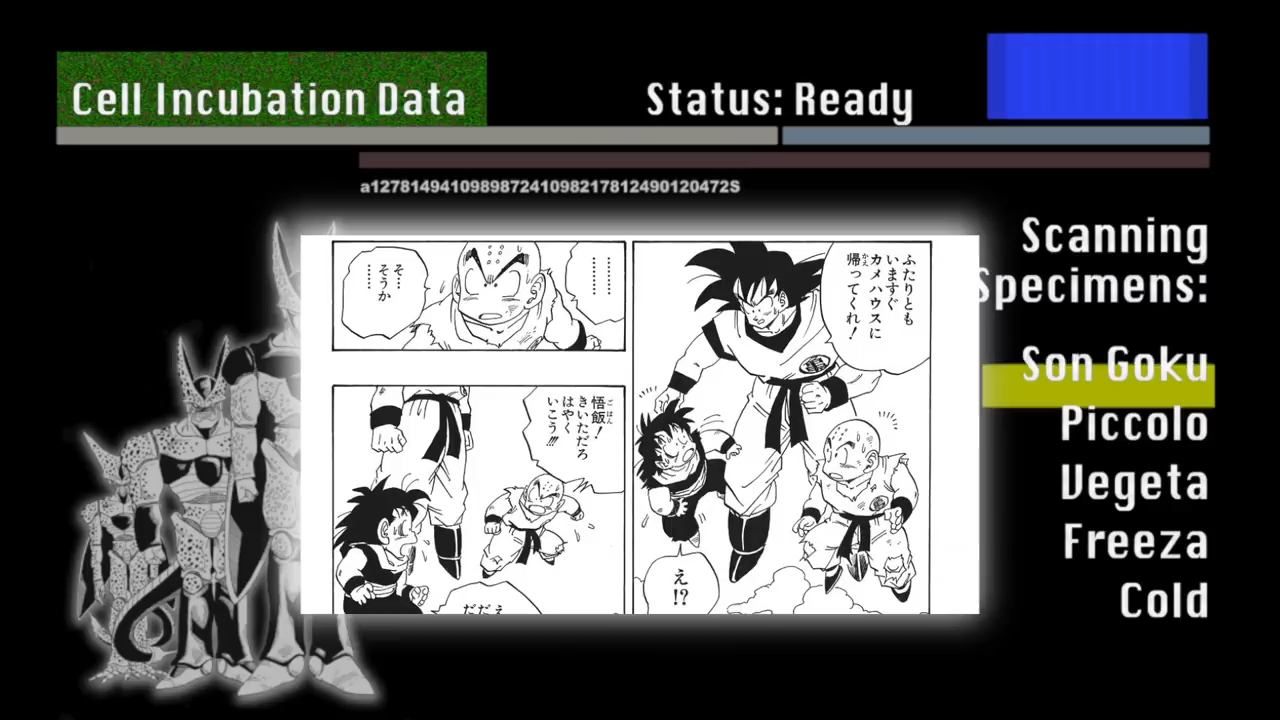 Cell Incubation Data
Status: Ready
a12781494109898724109821781249012​0472S
Scanning
Specimens:
Son Goku
Piccolo
Vegeta
Freeza
Cold
ふたりとも
いますぐ
カメハウスに
帰ってくれ！
え!?
…………
そ…
そうか
……
悟飯！
きいただろ
はやく
いこう!!!